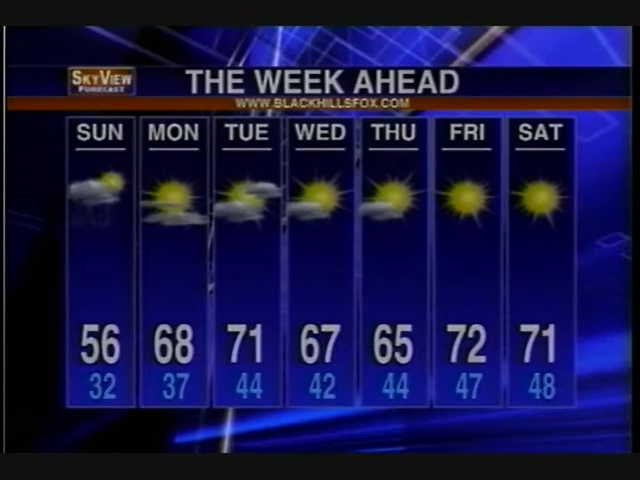 SKYVIEW
FORECAST
THE WEEK AHEAD
WWW.BLACKHILLSFOX.COM
SUN MON TUE WED THU FRI SAT
56 68 71 67 65 72 71
32 37 44 42 44 47 48